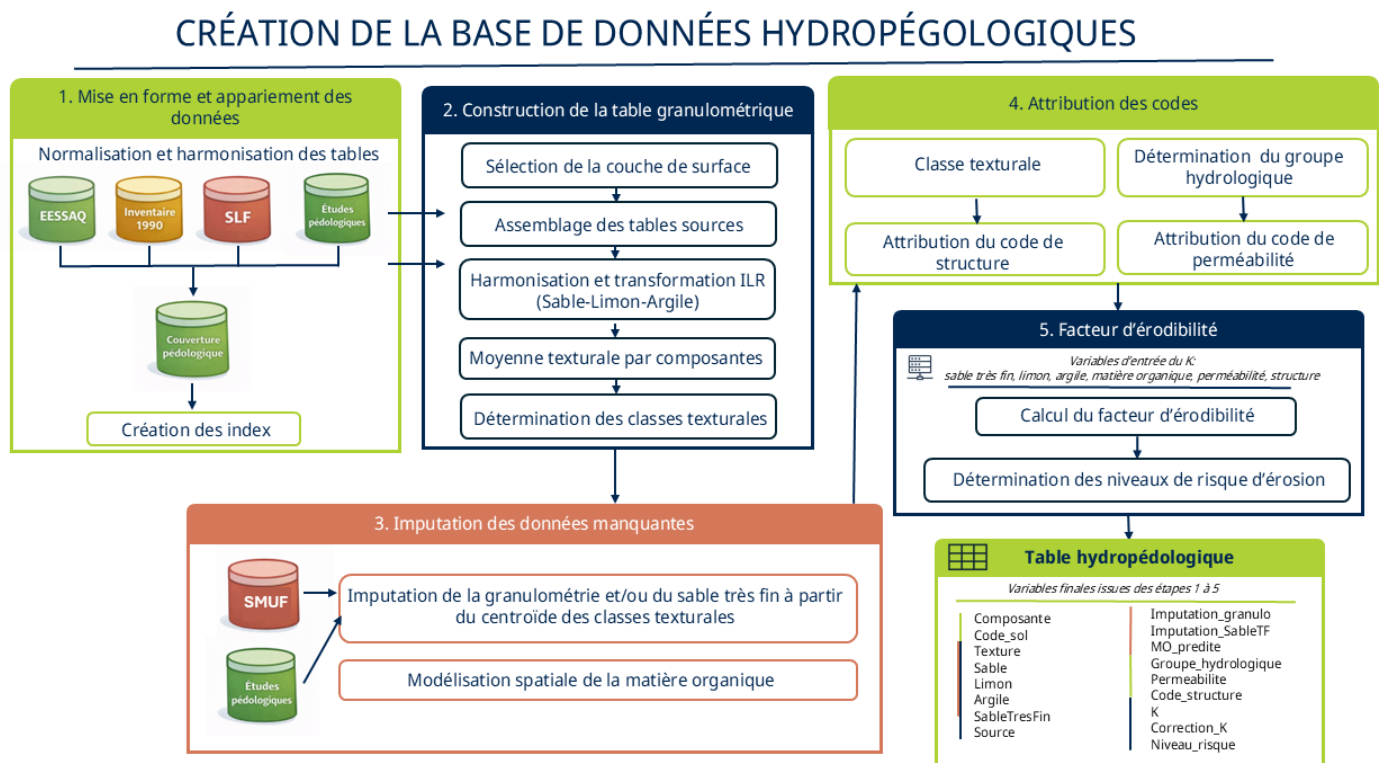 CRÉATION DE LA BASE DE DONNÉES HYDROPÉGOLOGIQUES
1. Mise en forme et appariement des
données
Normalisation et harmonisation des tables
EESSAQ
Inventaire
1990
SLF
Études
pédologiques
Couverture
pédologique
Création des index
2. Construction de la table granulométrique
Sélection de la couche de surface
Assemblage des tables sources
Harmonisation et transformation ILR
(Sable-Limon-Argile)
Moyenne texturale par composantes
Détermination des classes texturales
3. Imputation des données manquantes
SMUF
Études
pédologiques
Imputation de la granulométrie et/ou du sable très fin à partir
du centroïde des classes texturales
Modélisation spatiale de la matière organique
4. Attribution des codes
Classe texturale
Attribution du code de
structure
Détermination du groupe
hydrologique
Attribution du code de
perméabilité
5. Facteur d’érodibilité
Variables d’entrée du K:
sable très fin, limon, argile, matière organique, perméabilité, structure
Calcul du facteur d’érodibilité
Détermination des niveaux de risque d’érosion
Table hydropédologique
Variables finales issues des étapes 1 à 5
Composante
Code_sol
Texture
Sable
Limon
Argile
SableTresFin
Source
Imputation_granulo
Imputation_SableTF
MO_predite
Groupe_hydrologique
Permeabilite
Code_structure
K
Correction_K
Niveau_risque